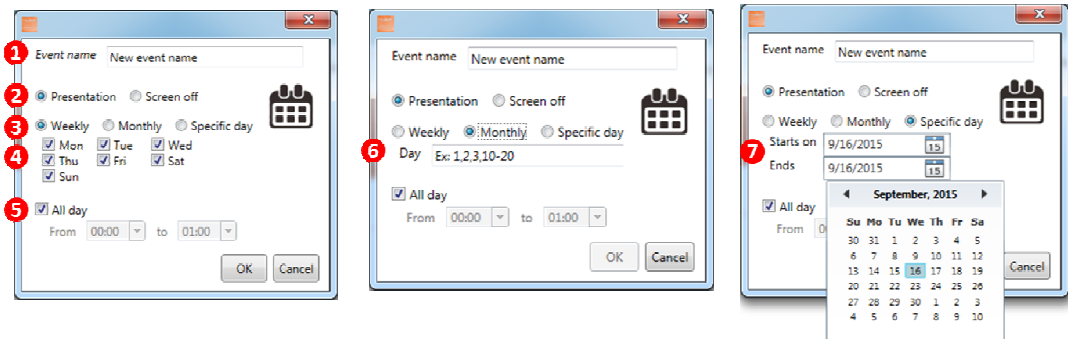 1 Event name New event name
2 Presentation Screen off
3 Weekly Monthly Specific day
Mon Tue Wed
4 Thu Fri Sat
Sun
5 All day
From 00:00 to 01:00
OK Cancel
Event name New event name
Presentation Screen off
Weekly Monthly Specific day
6 Day Ex: 1,2,3,10-20
All day
From 00:00 to 01:00
OK Cancel
Event name New event name
Presentation Screen off
Weekly Monthly Specific day
7 Starts on 9/16/2015 15
Ends 9/16/2015 15
September, 2015
All day
From 0
Su Mo Tu We Th Fr Sa
30 31 1 2 3 4 5
6 7 8 9 10 11 12
13 14 15 16 17 18 19
20 21 22 23 24 25 26
27 28 29 30 1 2 3
4 5 6 7 8 9 10
Cancel